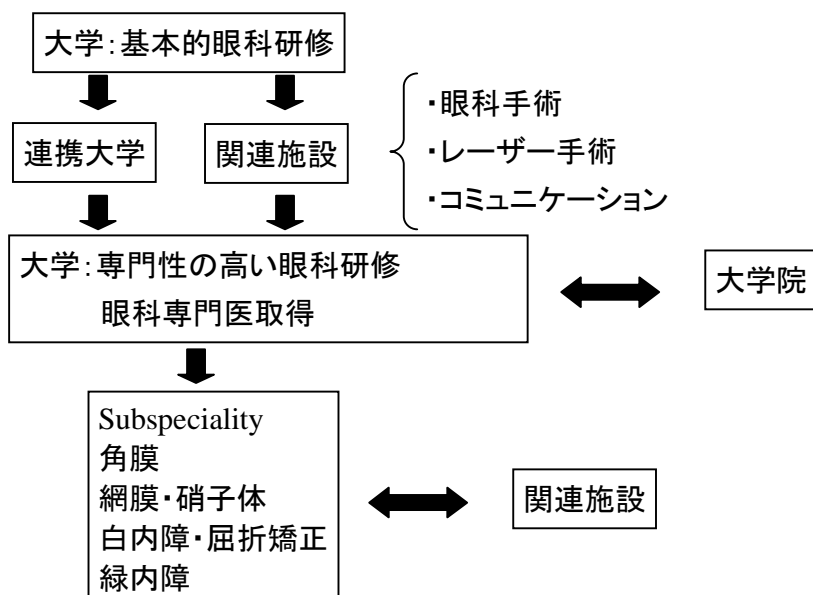 大学:基本的眼科研修
連携大学
関連施設
・眼科手術
・レーザー手術
・コミュニケーション
大学:専門性の高い眼科研修
眼科専門医取得
大学院
Subspeciality
角膜
網膜・硝子体
白内障・屈折矯正
緑内障
関連施設